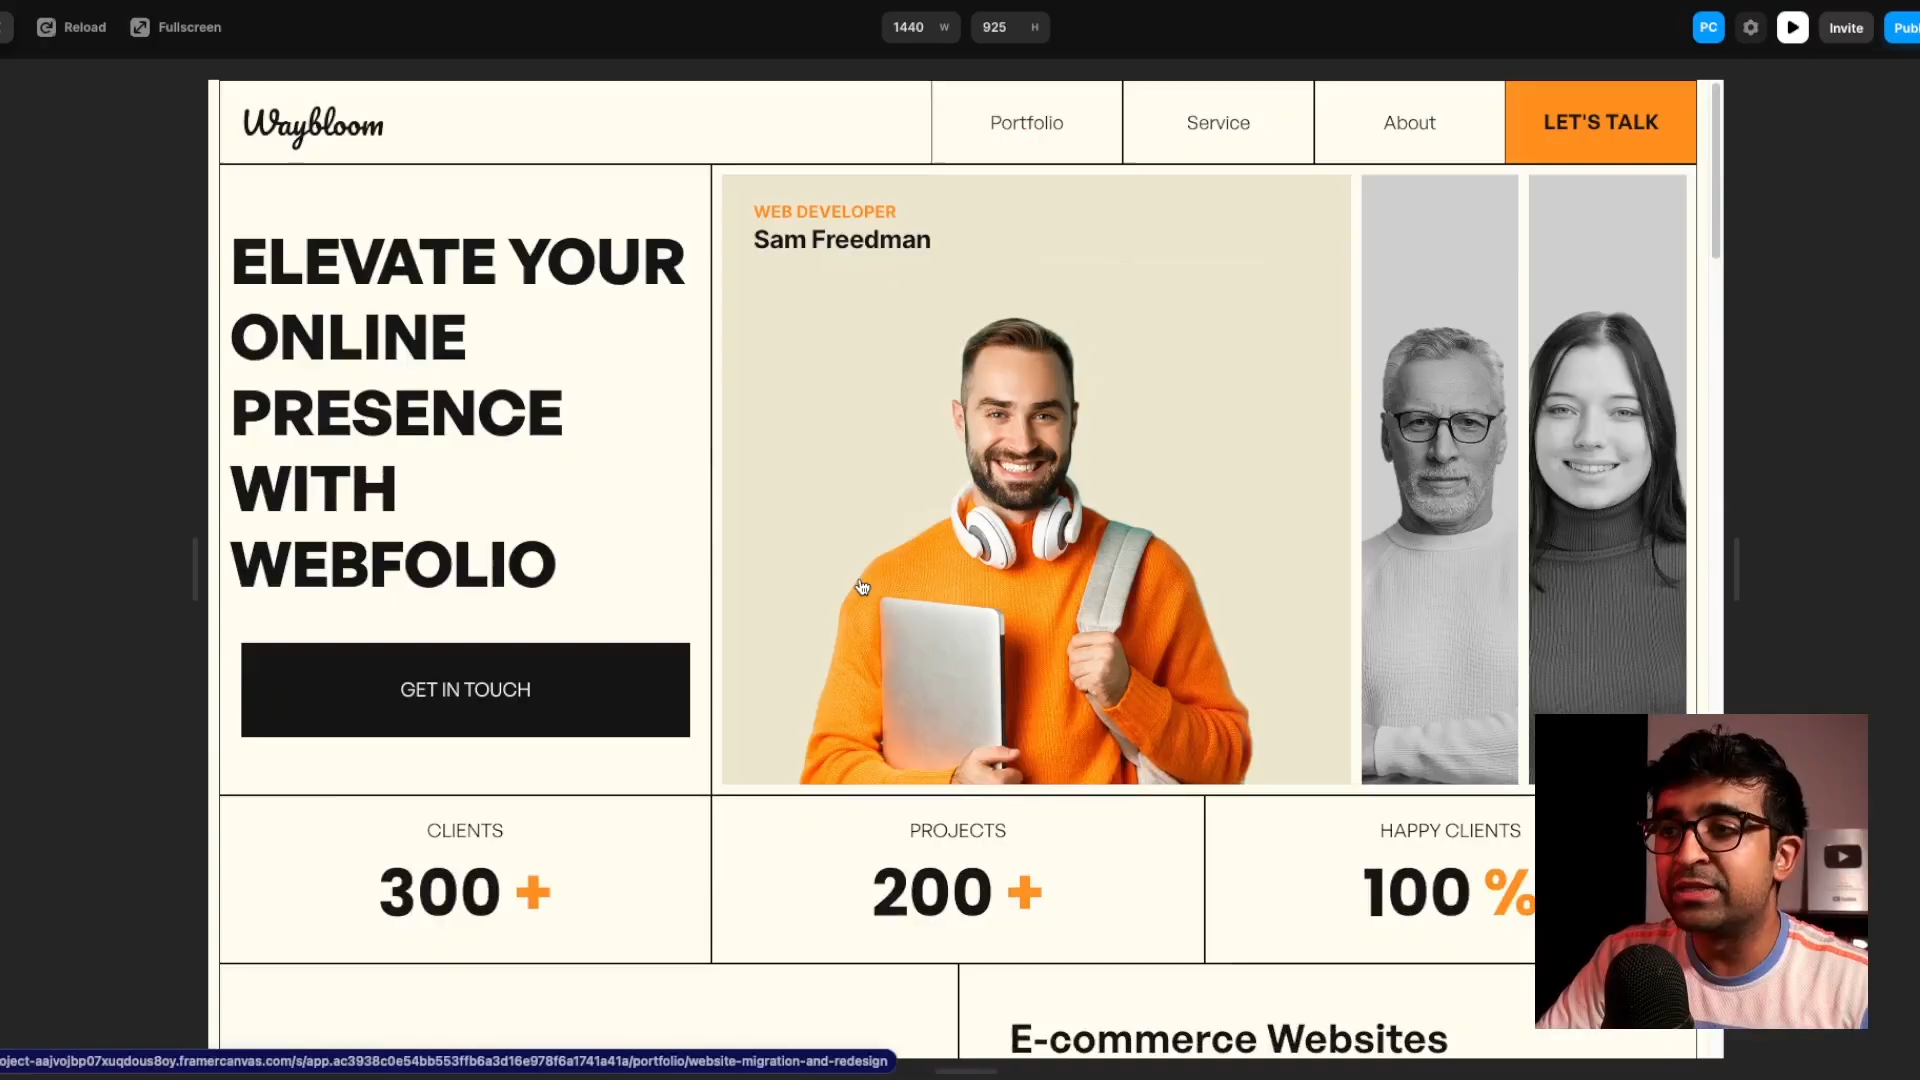 Reload
Fullscreen
1440 W
925 H
PC
Invite
Publ
Waybloom
Portfolio
Service
About
LET'S TALK
ELEVATE YOUR
ONLINE
PRESENCE
WITH
WEBFOLIO
GET IN TOUCH
WEB DEVELOPER
Sam Freedman
CLIENTS
300 +
PROJECTS
200 +
HAPPY CLIENTS
100 %
E-commerce Websites
oject-aajvojbp07xuqdous8oy.framercanvas.com/s/app.ac3938c0e54bb553ffb6a3d16e978f6a1741a41a/portfolio/website-migration-and-redesign